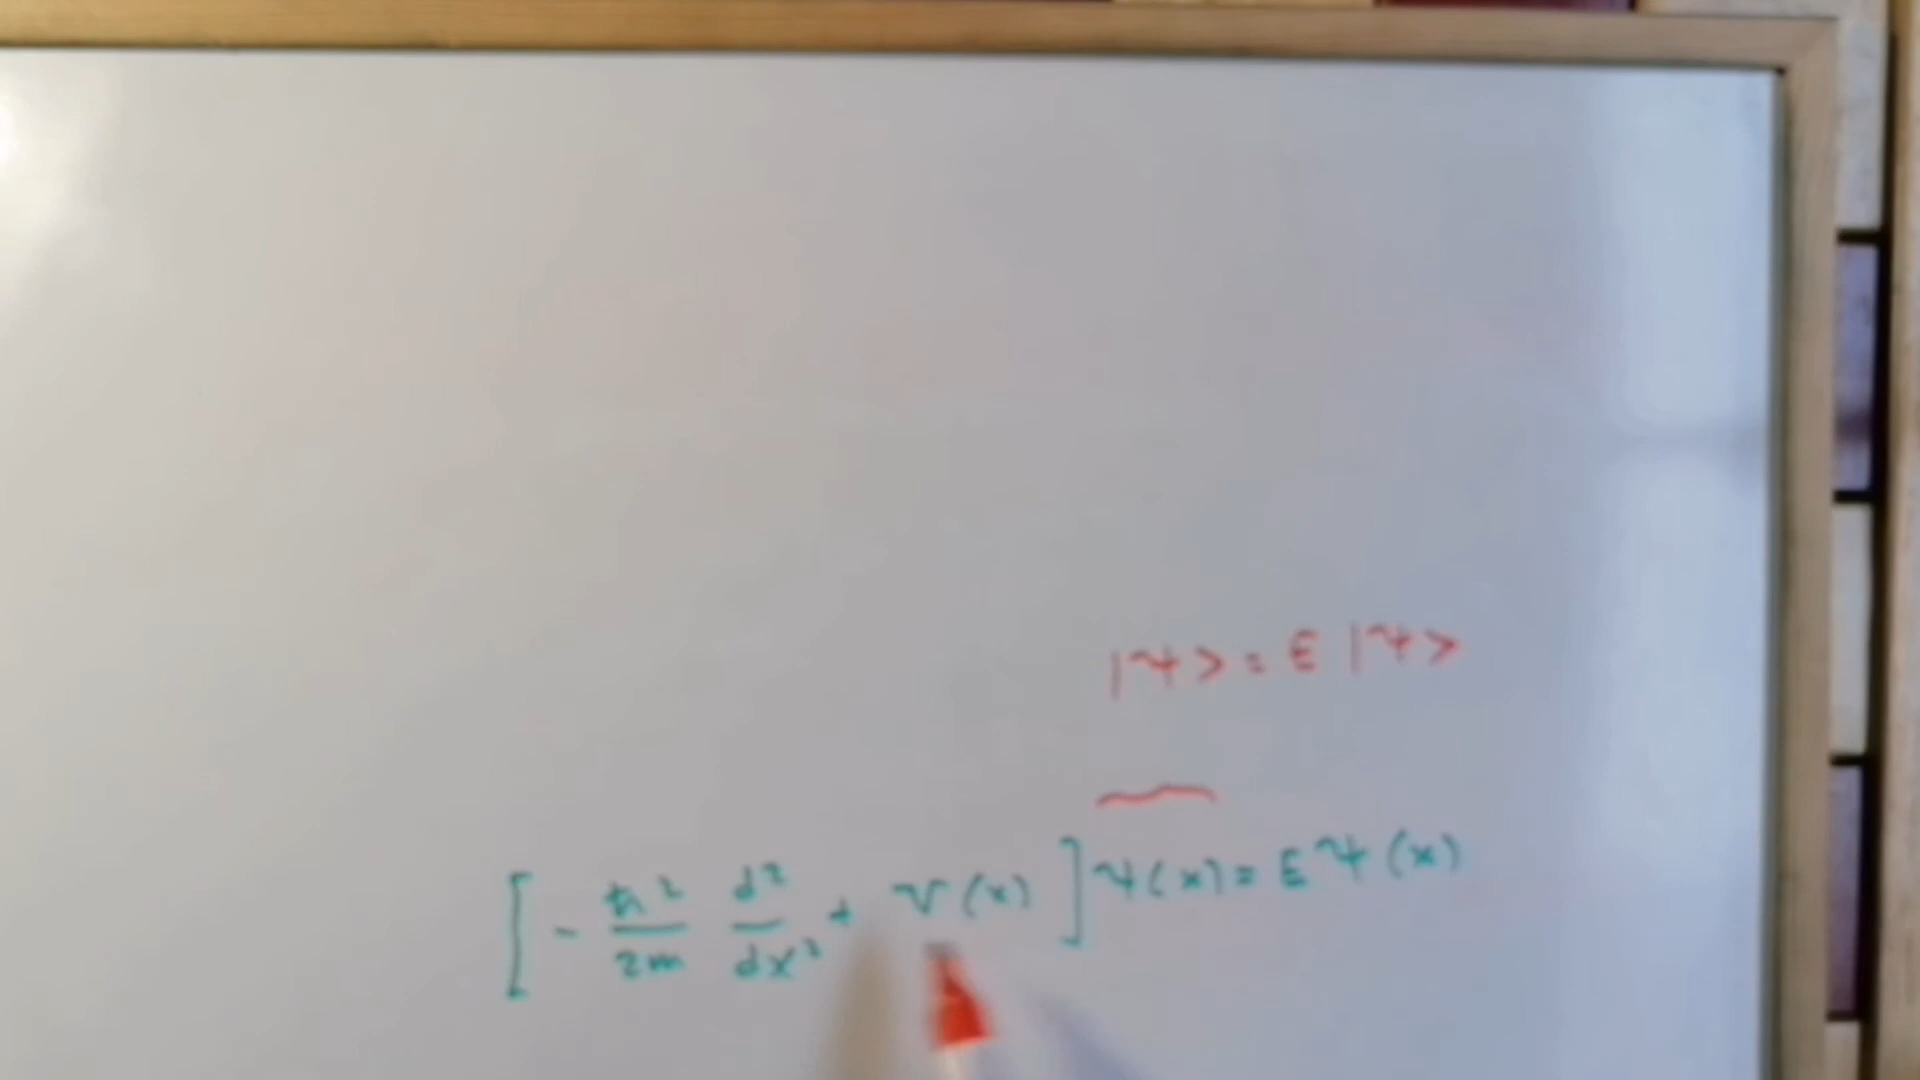 |ψ> = E |ψ>
[ - ħ²/2m d²/dx² + V(x) ] ψ(x) = E ψ(x)